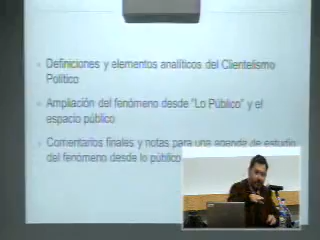 Definiciones y elementos analíticos del Clientelismo
Político
Ampliación del fenómeno desde "Lo Público" y el
espacio público
Comentarios finales y notas para una agenda de estudio
del fenómeno desde lo público